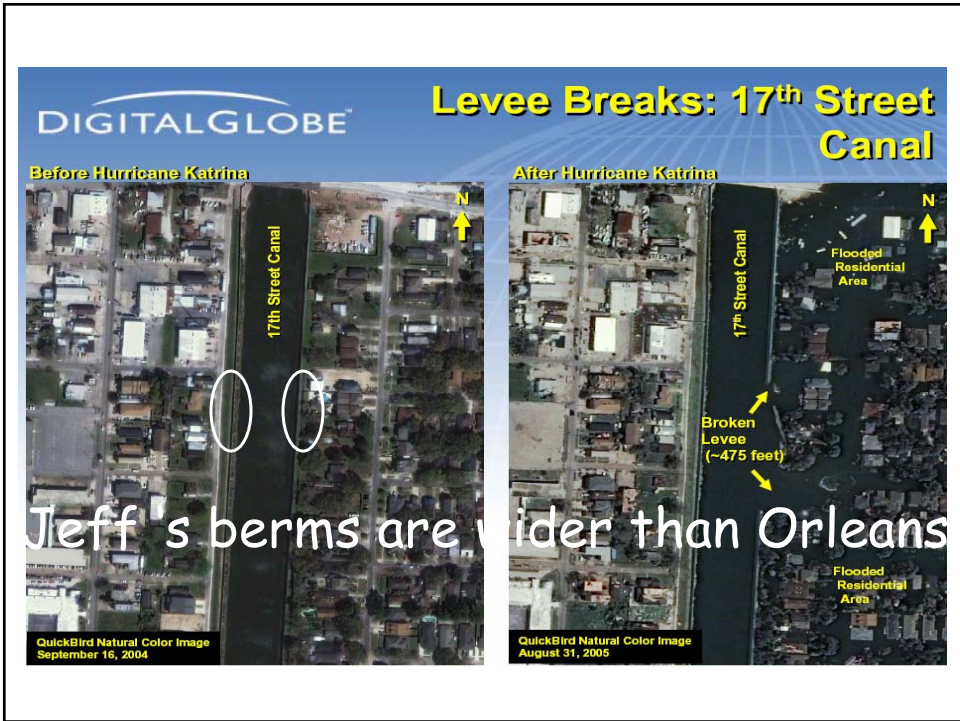 DIGITALGLOBE™
Levee Breaks: 17th Street
Canal
Before Hurricane Katrina
After Hurricane Katrina
N
17th Street Canal
N
17th Street Canal
Flooded
Residential
Area
Broken
Levee
(~475 feet)
Jeff 's berms are wider than Orleans
Flooded
Residential
Area
QuickBird Natural Color Image
September 16, 2004
QuickBird Natural Color Image
August 31, 2005